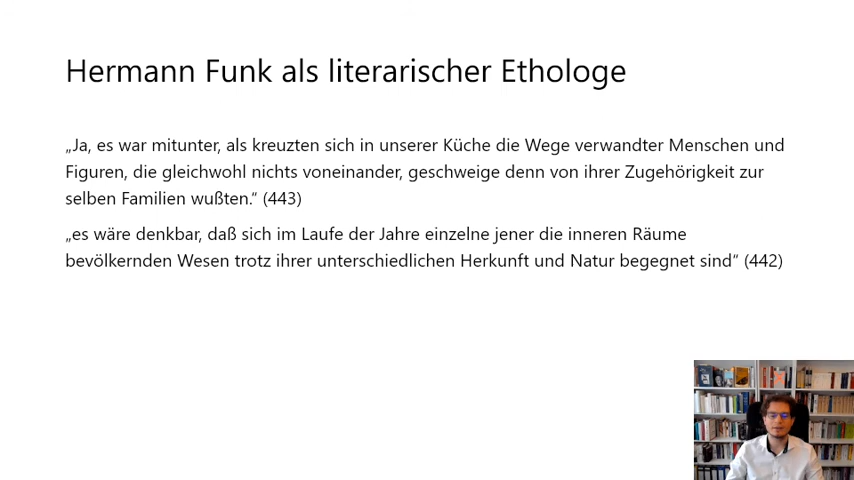 Hermann Funk als literarischer Ethologe
„Ja, es war mitunter, als kreuzten sich in unserer Küche die Wege verwandter Menschen und
Figuren, die gleichwohl nichts voneinander, geschweige denn von ihrer Zugehörigkeit zur
selben Familien wußten.“ (443)
„es wäre denkbar, daß sich im Laufe der Jahre einzelne jener die inneren Räume
bevölkernden Wesen trotz ihrer unterschiedlichen Herkunft und Natur begegnet sind“ (442)